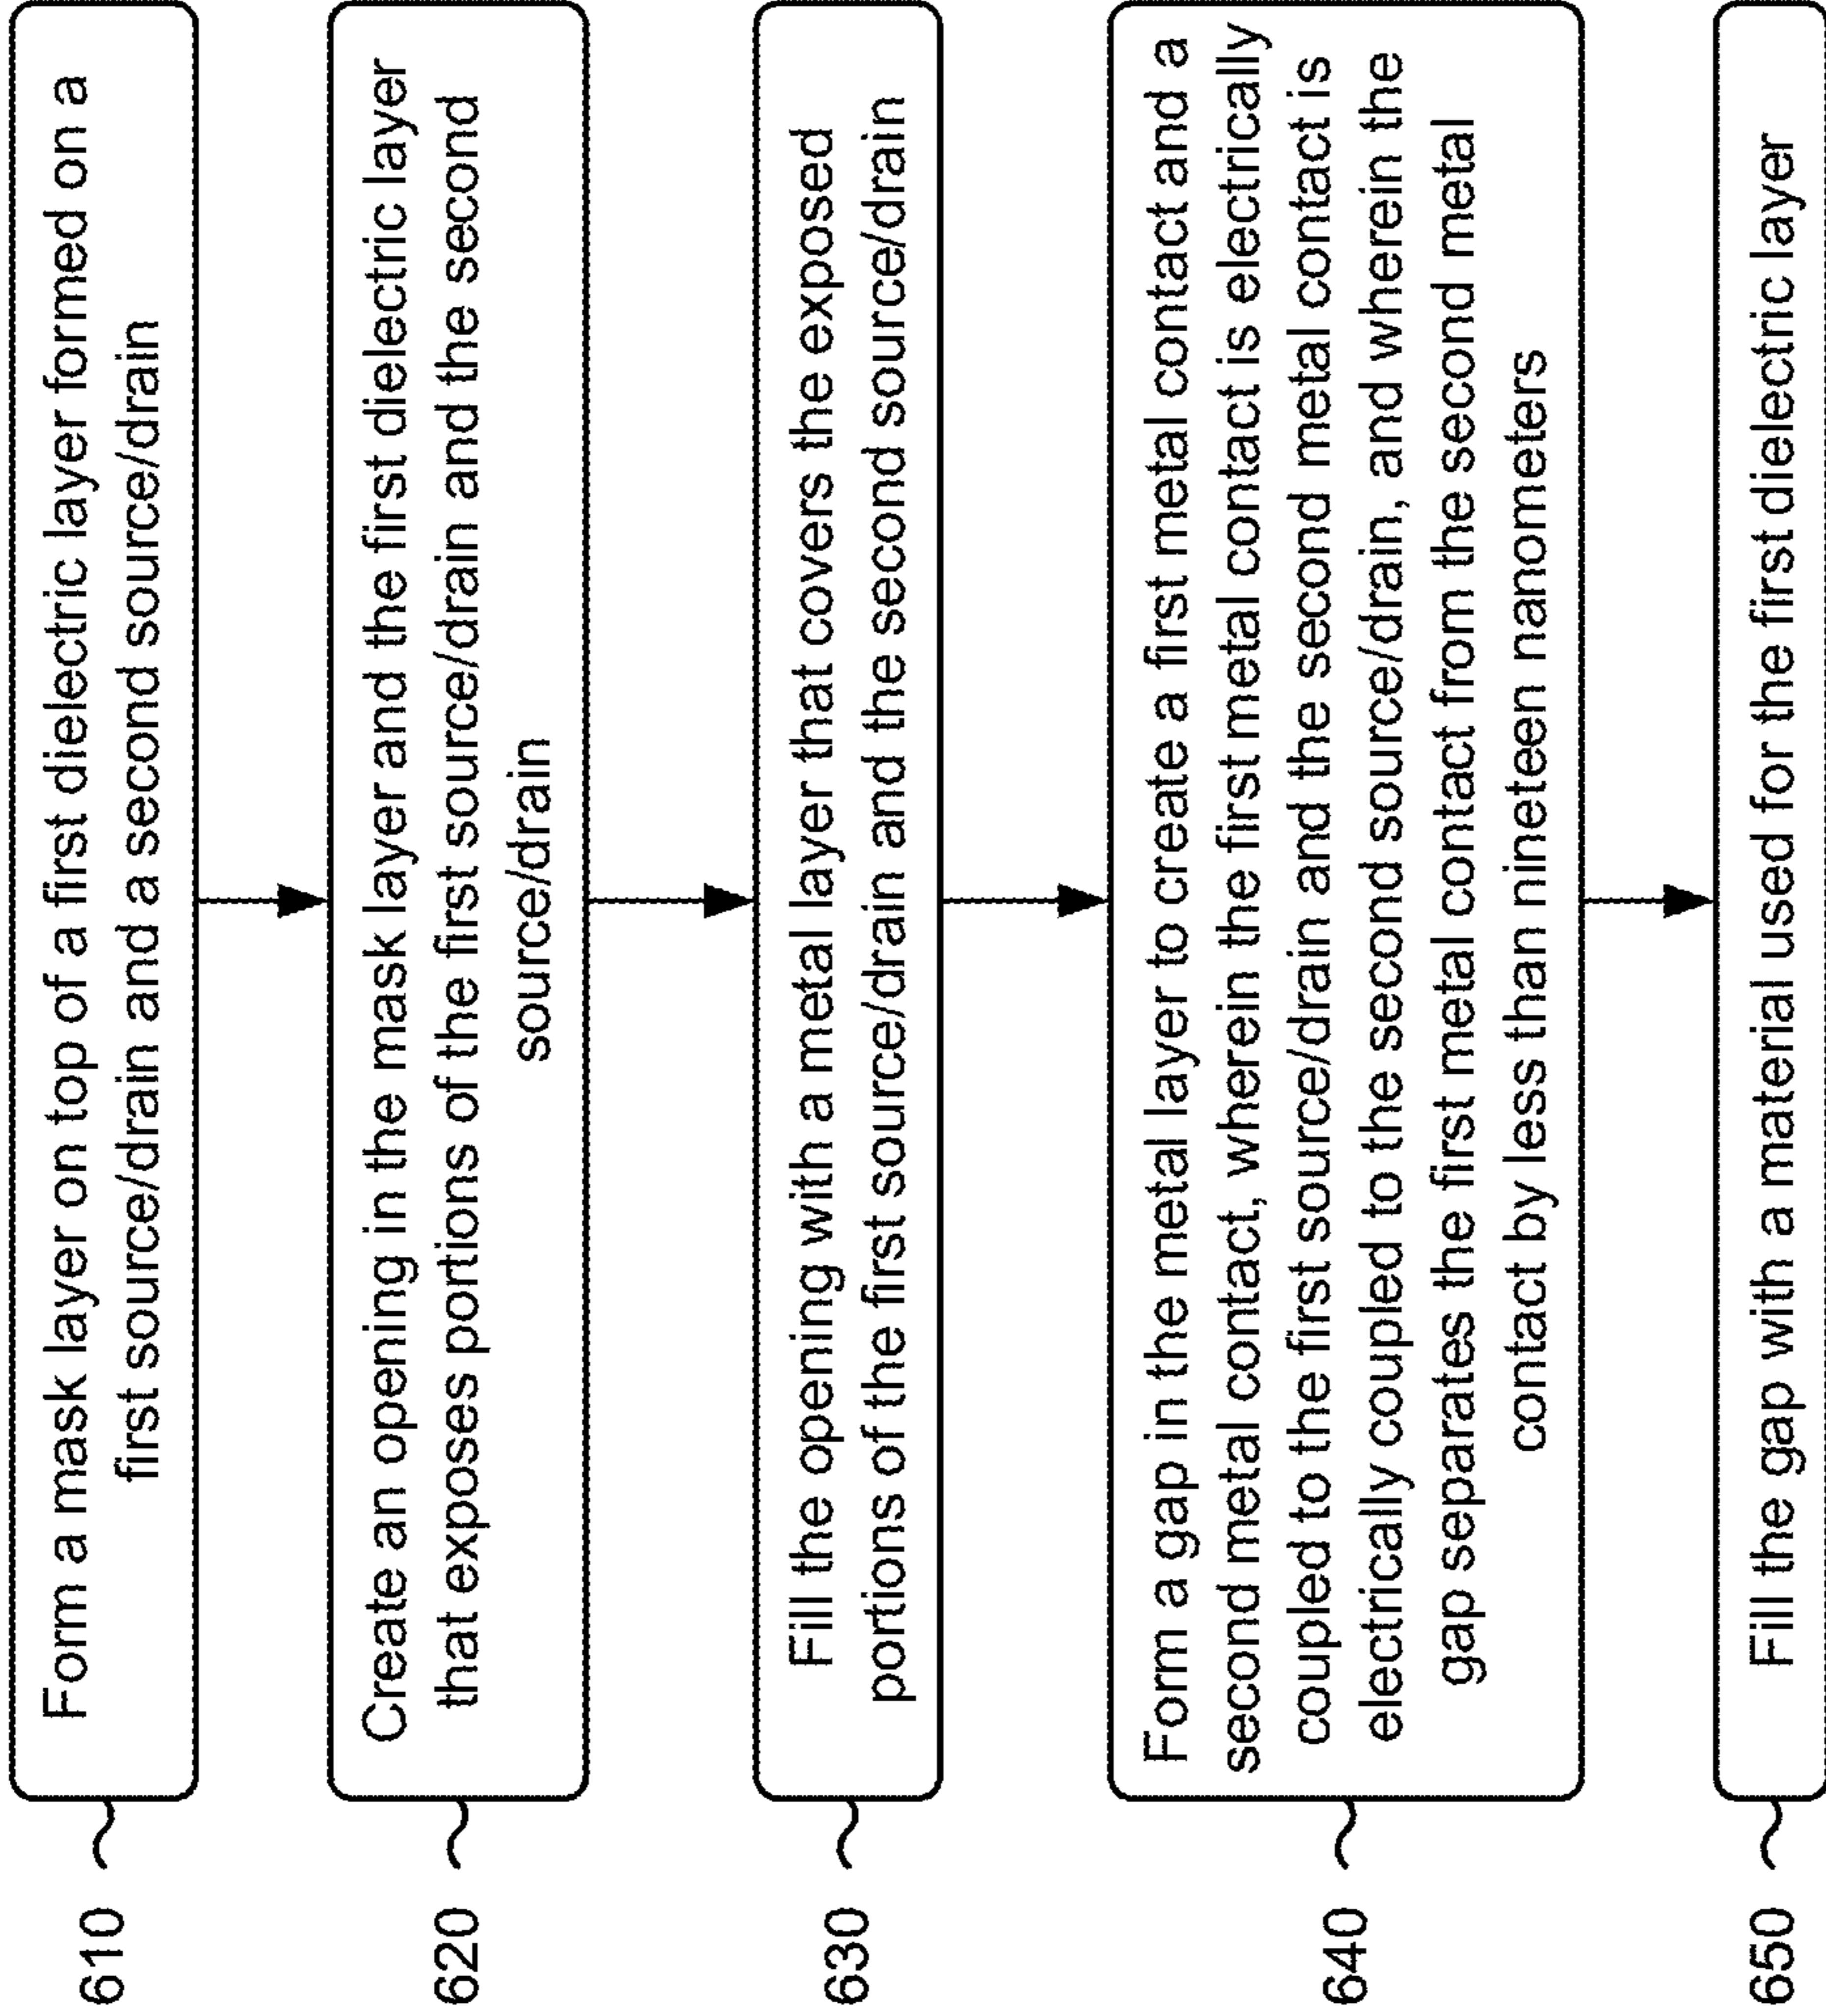 610
Form a mask layer on top of a first dielectric layer formed on a
first source/drain and a second source/drain
620
Create an opening in the mask layer and the first dielectric layer
that exposes portions of the first source/drain and the second
source/drain
630
Fill the opening with a metal layer that covers the exposed
portions of the first source/drain and the second source/drain
640
Form a gap in the metal layer to create a first metal contact and a
second metal contact, wherein the first metal contact is electrically
coupled to the first source/drain and the second metal contact is
electrically coupled to the second source/drain, and wherein the
gap separates the first metal contact from the second metal
contact by less than nineteen nanometers
650
Fill the gap with a material used for the first dielectric layer